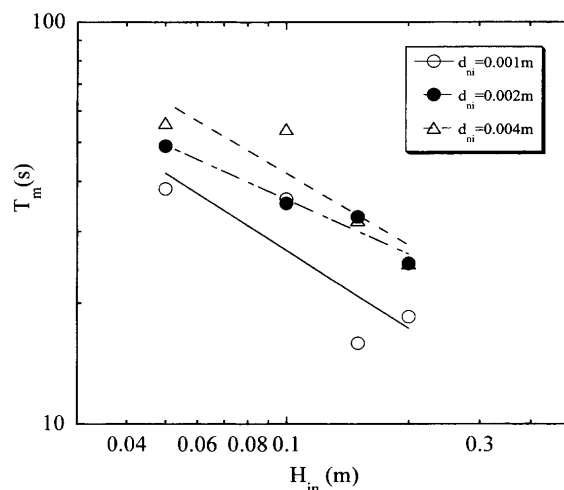 100
d_ni=0.001m
d_ni=0.002m
d_ni=0.004m
T_m(s)
10
0.04 0.06 0.08 0.1 0.3
H_in (m)